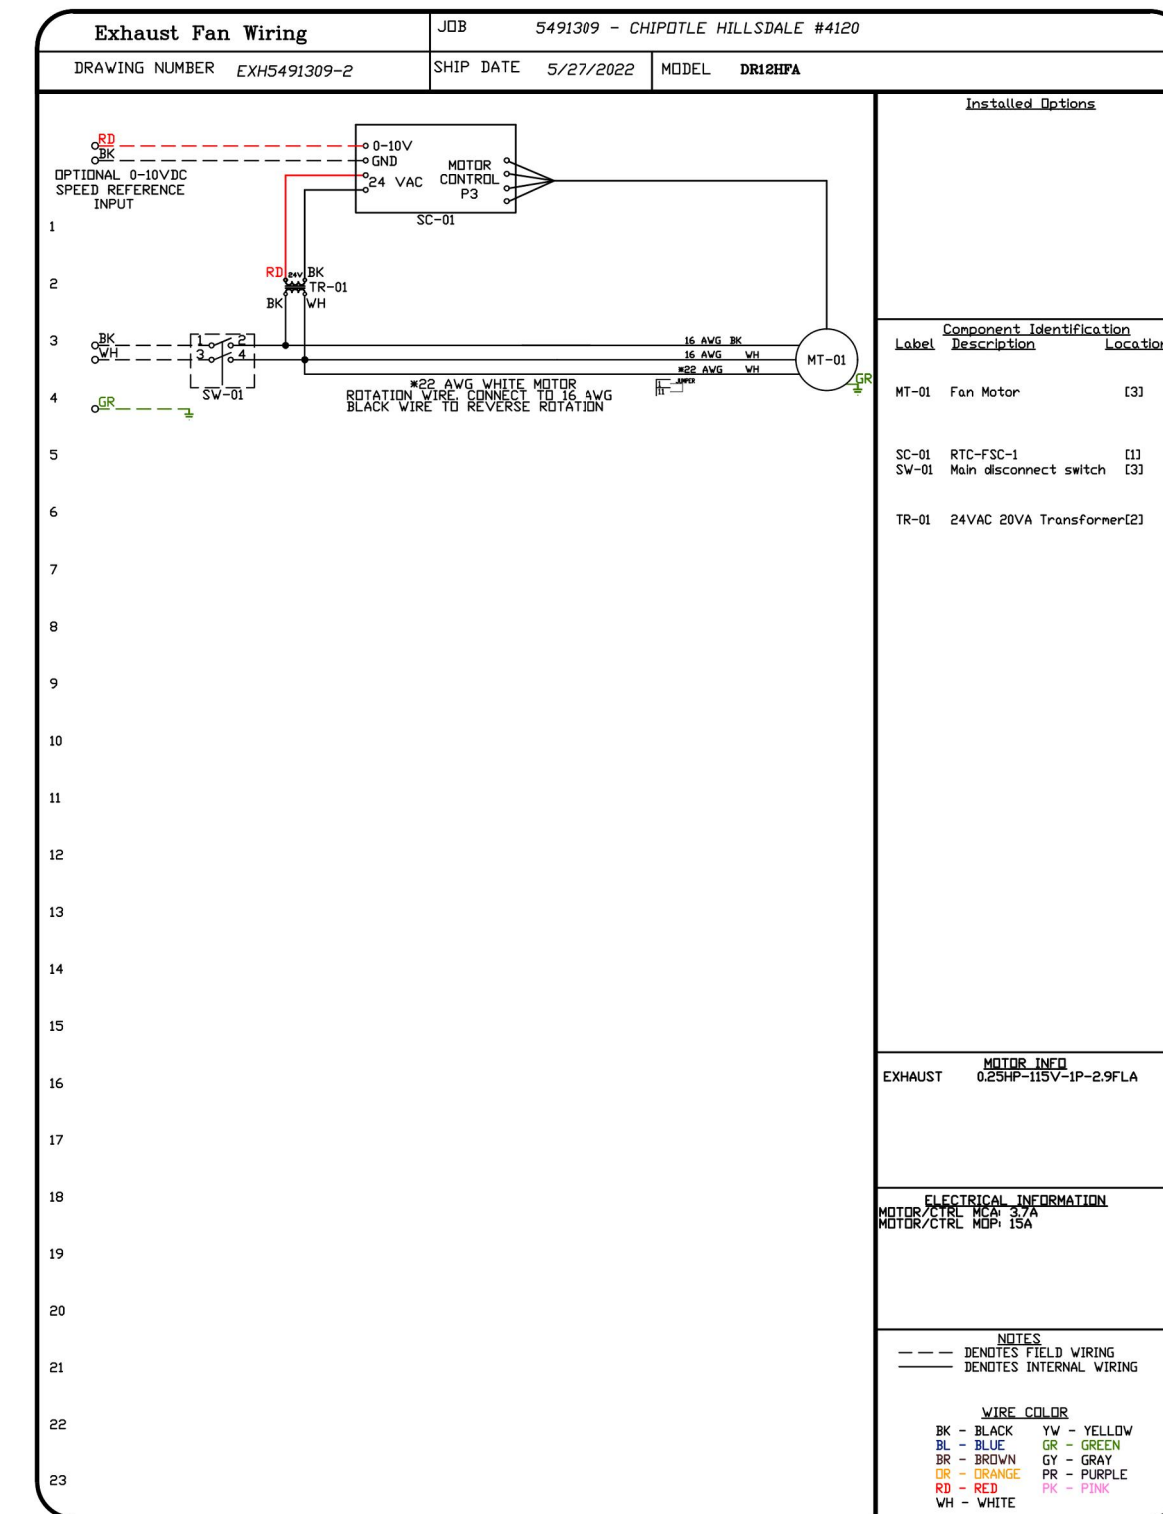 Exhaust Fan Wiring
JOB 5491309 - CHIPOTLE HILLSDALE #4120
DRAWING NUMBER EXH5491309-2
SHIP DATE 5/27/2022
MODEL DR12HFA
RD
BK
OPTIONAL 0-10VDC
SPEED REFERENCE
INPUT
0-10V
GND
24 VAC
MOTOR
CONTROL
P3
SC-01
1
2
RD 24V BK
TR-01
BK WH
3
BK
WH
1 2
3 4
SW-01
16 AWG BK
16 AWG WH
*22 AWG WH
JUMPER
MT-01
GR
*22 AWG WHITE MOTOR
ROTATION WIRE. CONNECT TO 16 AWG
BLACK WIRE TO REVERSE ROTATION
4
GR
5
6
7
8
9
10
11
12
13
14
15
16
17
18
19
20
21
22
23
Installed Options
Component Identification
Label Description Location
MT-01 Fan Motor [3]
SC-01 RTC-FSC-1 [1]
SW-01 Main disconnect switch [3]
TR-01 24VAC 20VA Transformer[2]
MOTOR INFO
EXHAUST 0.25HP-115V-1P-2.9FLA
ELECTRICAL INFORMATION
MOTOR/CTRL MCA: 3.7A
MOTOR/CTRL MOP: 15A
NOTES
DENOTES FIELD WIRING
DENOTES INTERNAL WIRING
WIRE COLOR
BK - BLACK YW - YELLOW
BL - BLUE GR - GREEN
BR - BROWN GY - GRAY
OR - ORANGE PR - PURPLE
RD - RED PK - PINK
WH - WHITE